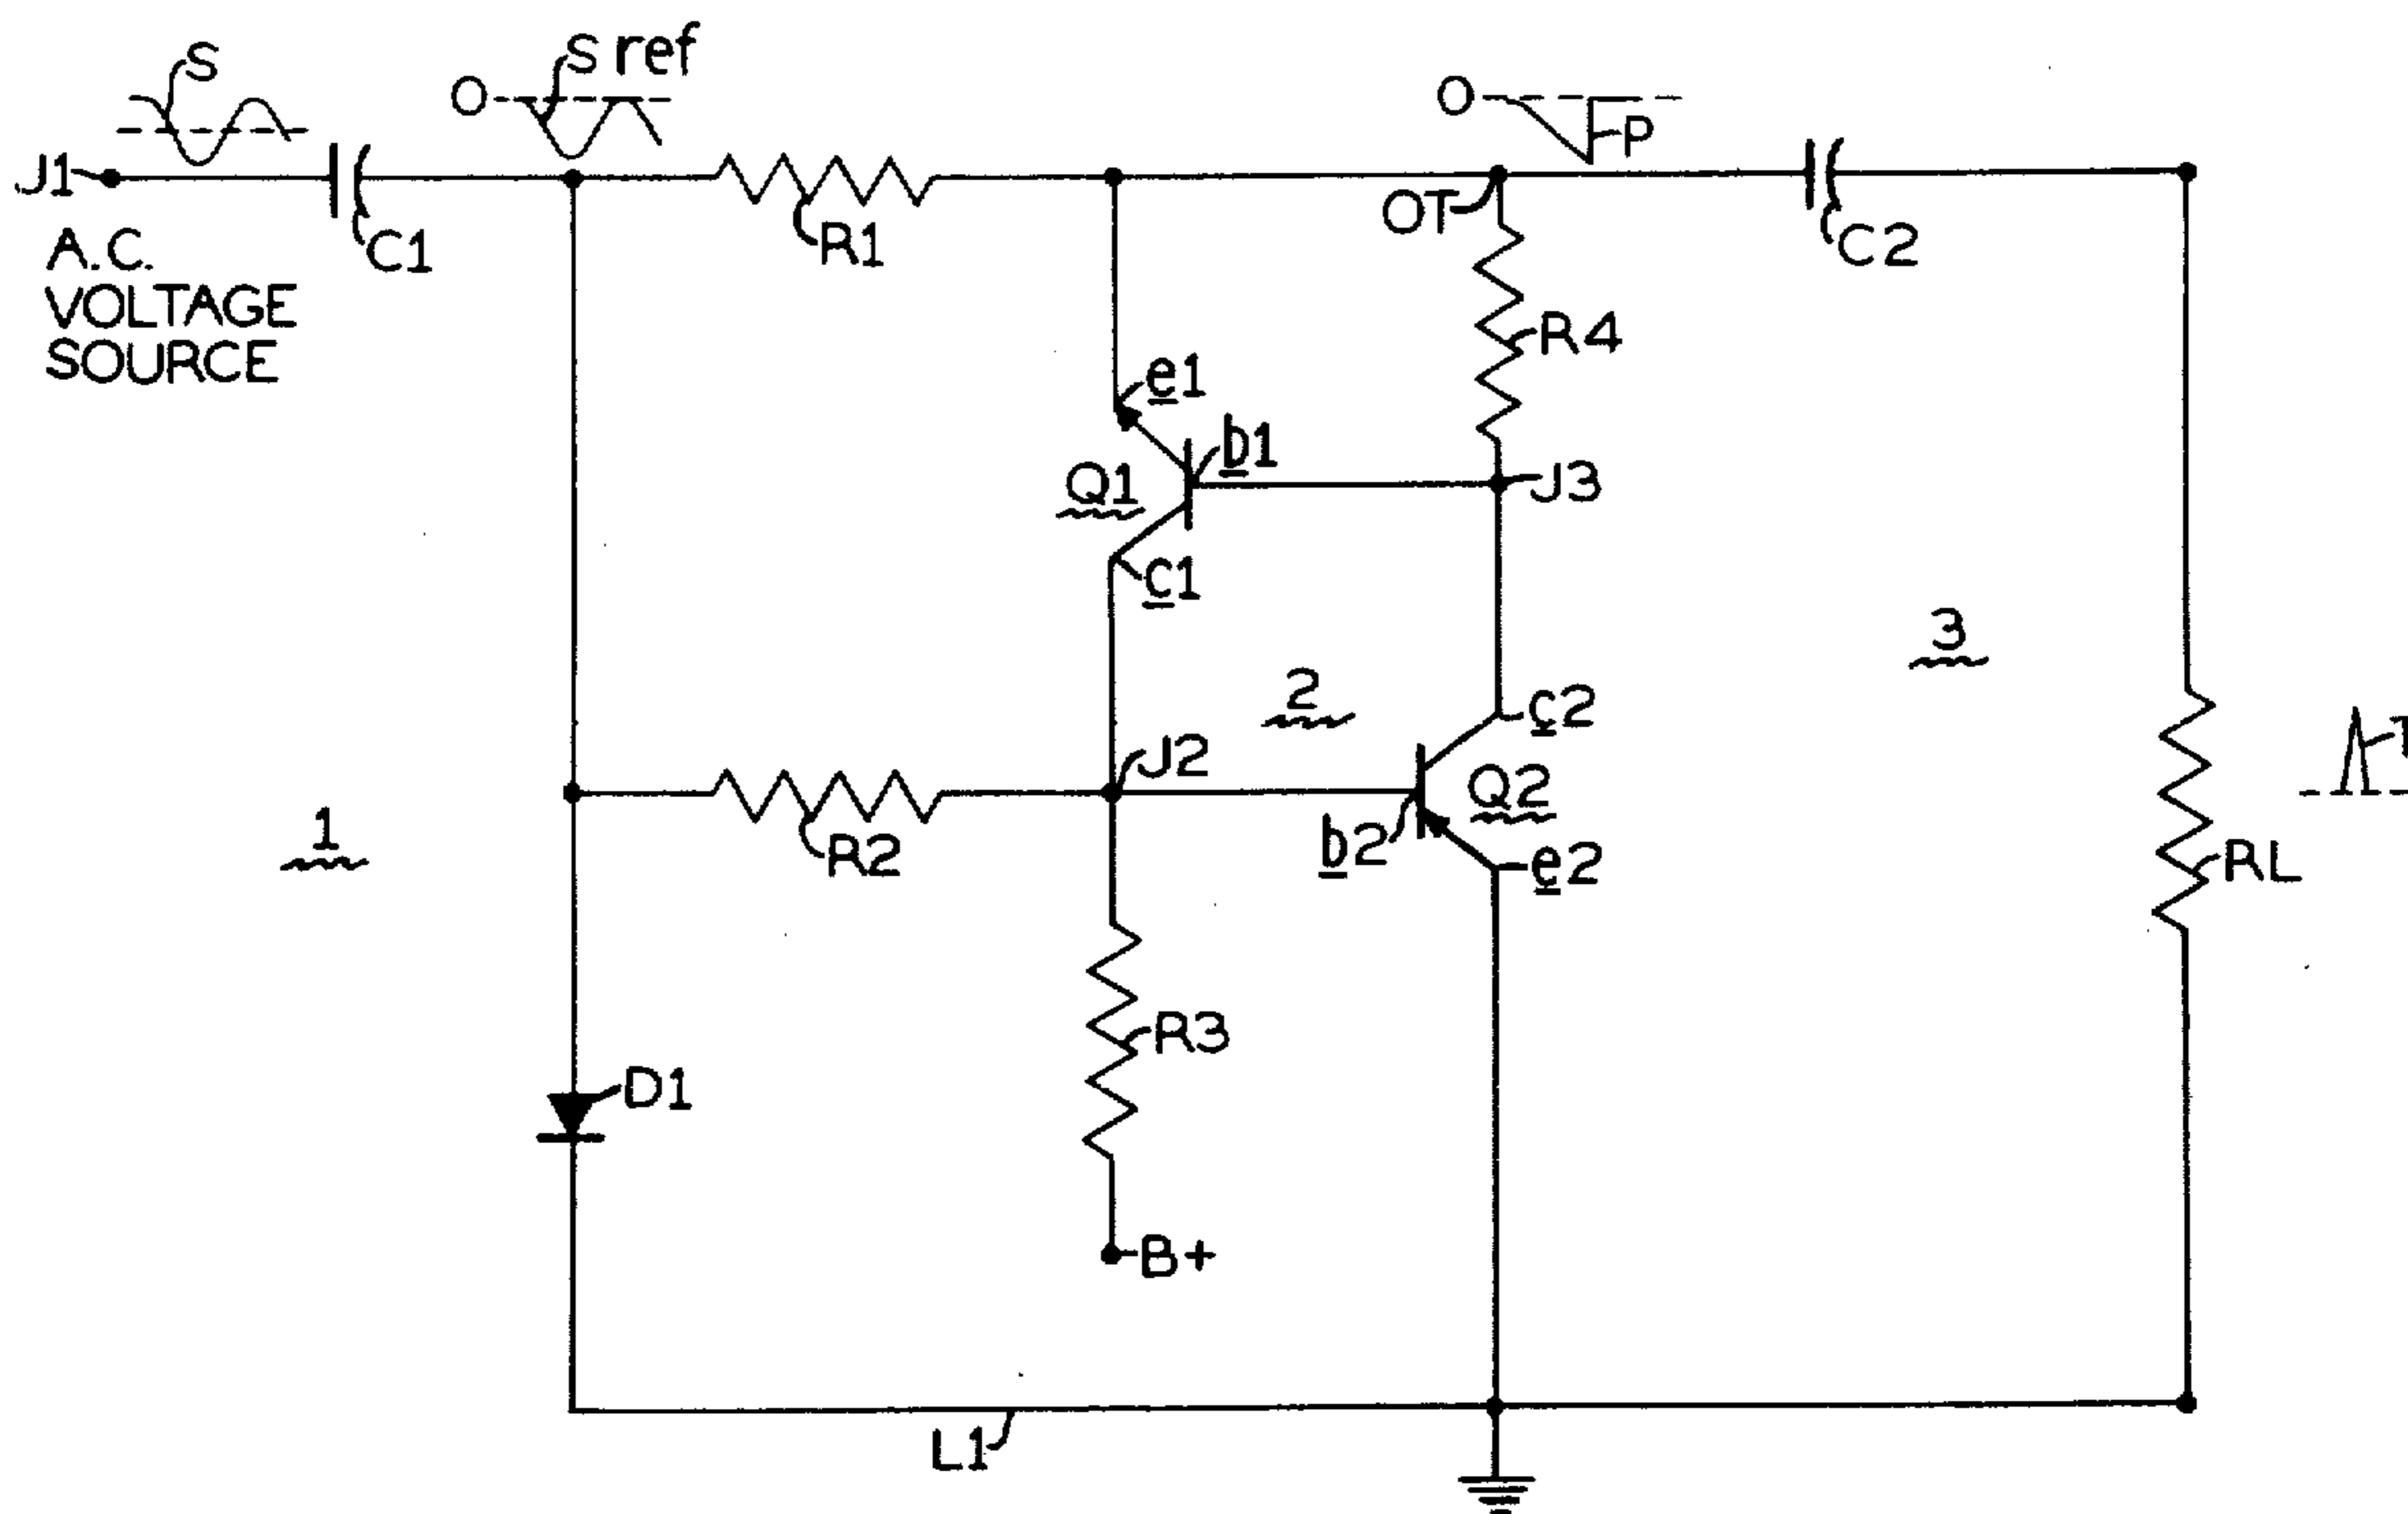 S
O
S ref
O
P
J1
C1
R1
OT
C2
A.C.
VOLTAGE
SOURCE
R4
e1
b1
Q1
J3
c1
3
2
c2
J2
Q2
1
R2
b2
e2
RL
R3
D1
B+
L1